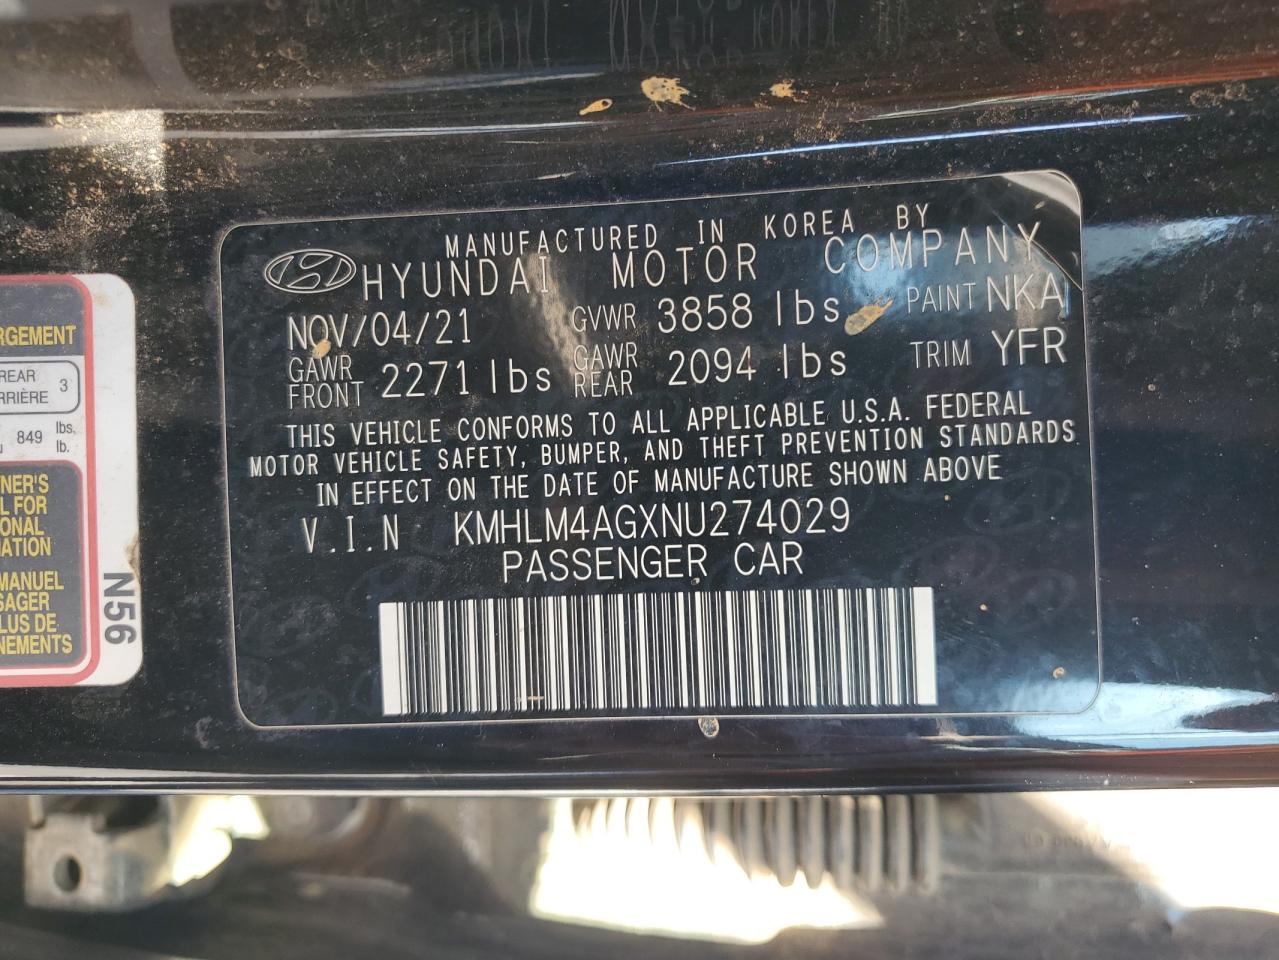 MANUFACTURED IN KOREA BY
HYUNDAI MOTOR COMPANY
NOV/04/21 GVWR 3858 lbs PAINT NKA
GAWR FRONT 2271 lbs GAWR REAR 2094 lbs TRIM YFR
THIS VEHICLE CONFORMS TO ALL APPLICABLE U.S.A. FEDERAL
MOTOR VEHICLE SAFETY, BUMPER, AND THEFT PREVENTION STANDARDS
IN EFFECT ON THE DATE OF MANUFACTURE SHOWN ABOVE
V.I.N KMHLM4AGXNU274029
PASSENGER CAR
RGEMENT
REAR 3
RRIÈRE
849 lbs.
lb.
NER'S
L FOR
ONAL
MATION
MANUEL
SAGER
LUS DE
NEMENTS
N56